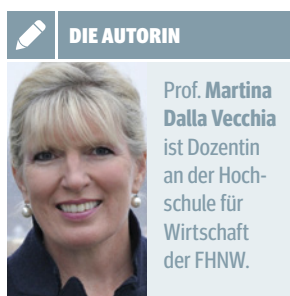 DIE AUTORIN
Prof. Martina
Dalla Vecchia
ist Dozentin
an der Hoch-
schule für
Wirtschaft
der FHNW.